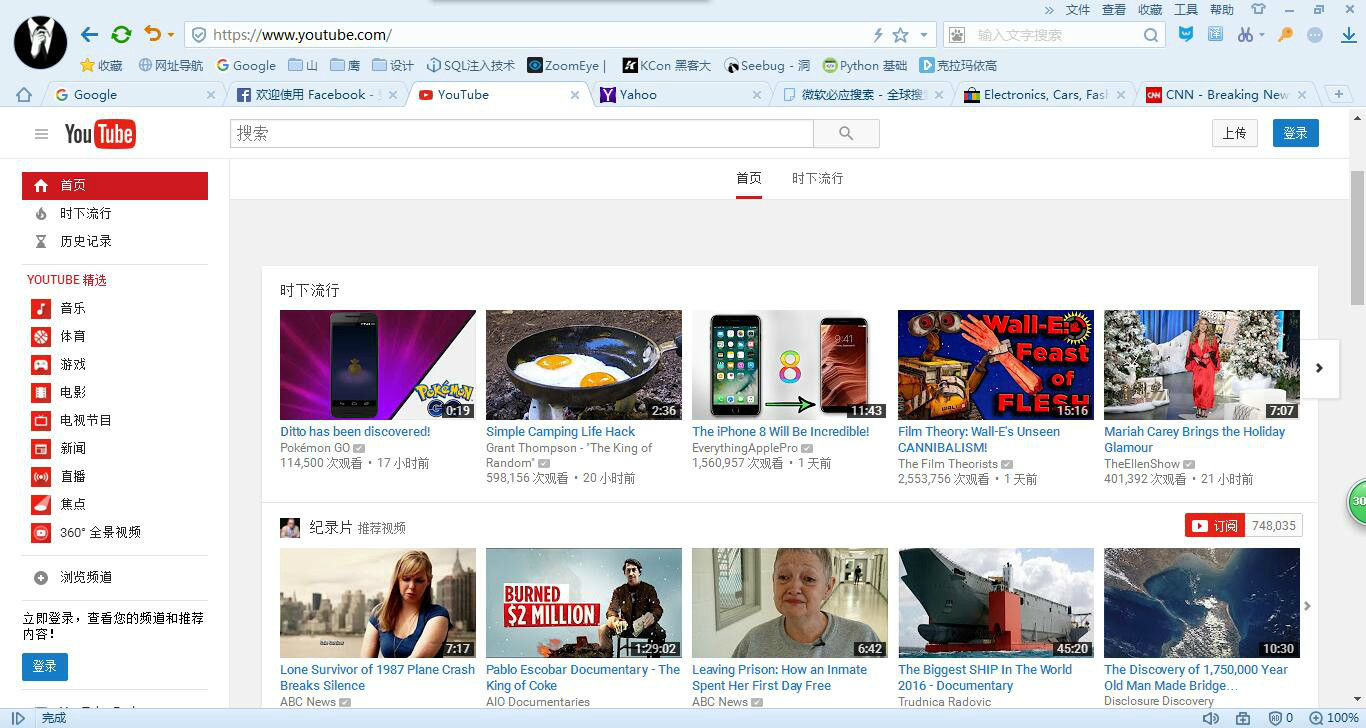 » 文件 查看 收藏 工具 帮助
https://www.youtube.com/
输入文字搜索
收藏 网址导航 Google 山 鹰 设计 SQL注入技术 ZoomEye | KCon 黑客大 Seebug - 洞 Python 基础 克拉玛依高
Google
欢迎使用 Facebook -
YouTube
Yahoo
微软必应搜索 - 全球搜
Electronics, Cars, Fash
CNN - Breaking New
YouTube
搜索
上传
登录
首页
时下流行
首页
时下流行
历史记录
YOUTUBE 精选
音乐
体育
游戏
电影
电视节目
新闻
直播
焦点
360° 全景视频
浏览频道
立即登录，查看您的频道和推荐
内容！
登录
时下流行
Pokémon GO
0:19
Ditto has been discovered!
Pokémon GO
114,500 次观看 • 17 小时前
2:36
Simple Camping Life Hack
Grant Thompson - "The King of
Random"
598,156 次观看 • 20 小时前
9:41
8
11:43
The iPhone 8 Will Be Incredible!
EverythingApplePro
1,560,957 次观看 • 1 天前
Wall-E:
Feast
of
FLESH
WALL·E
15:16
Film Theory: Wall-E's Unseen
CANNIBALISM!
The Film Theorists
2,553,756 次观看 • 1 天前
7:07
Mariah Carey Brings the Holiday
Glamour
TheEllenShow
401,392 次观看 • 21 小时前
纪录片 推荐视频
订阅 748,035
7:17
Lone Survivor of 1987 Plane Crash
Breaks Silence
ABC News
BURNED
$2 MILLION
1:29:02
Pablo Escobar Documentary - The
King of Coke
AIO Documentaries
6:42
Leaving Prison: How an Inmate
Spent Her First Day Free
ABC News
45:20
The Biggest SHIP In The World
2016 - Documentary
Trudnica Radovic
10:30
The Discovery of 1,750,000 Year
Old Man Made Bridge...
Disclosure Discovery
30
完成
0
100%